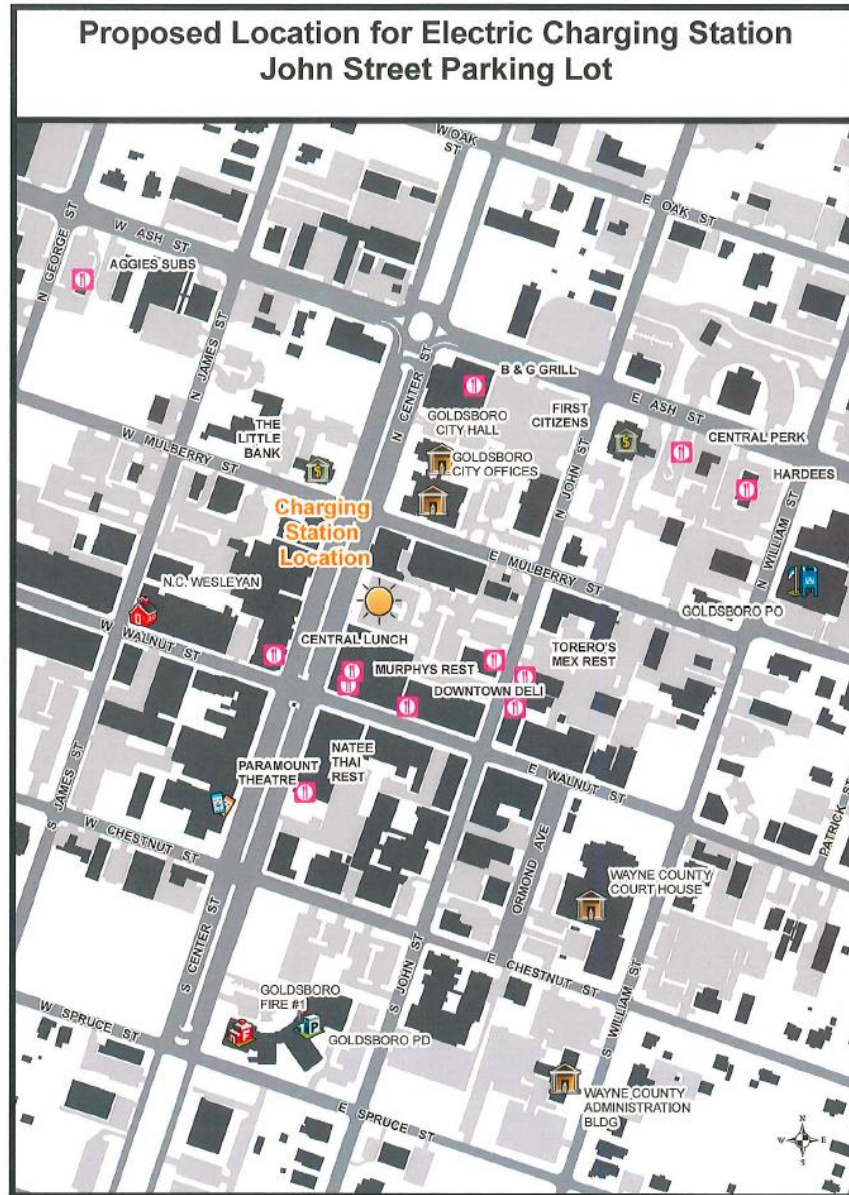 Proposed Location for Electric Charging Station
John Street Parking Lot
W OAK
ST
E OAK ST
N GEORGE ST
W ASH ST
AGGIES SUBS
N JAMES ST
N CENTER ST
B & G GRILL
GOLDSBORO
CITY HALL
FIRST
CITIZENS
E ASH ST
THE
LITTLE
BANK
W MULBERRY ST
GOLDSBORO
CITY OFFICES
N JOHN ST
CENTRAL PERK
HARDEES
N WILLIAM ST
Charging
Station
Location
E MULBERRY ST
N.C. WESLEYAN
GOLDSBORO PO
W WALNUT ST
CENTRAL LUNCH
MURPHYS REST
TORERO'S
MEX REST
DOWNTOWN DELI
PARAMOUNT
THEATRE
NATEE
THAI
REST
E WALNUT ST
S JAMES ST
W CHESTNUT ST
PATRICK ST
ORMOND AVE
WAYNE COUNTY
COURT HOUSE
S CENTER ST
S JOHN ST
E CHESTNUT ST
GOLDSBORO
FIRE #1
GOLDSBORO PD
W SPRUCE ST
S WILLIAM ST
E SPRUCE ST
WAYNE COUNTY
ADMINISTRATION
BLDG
N
W E
S